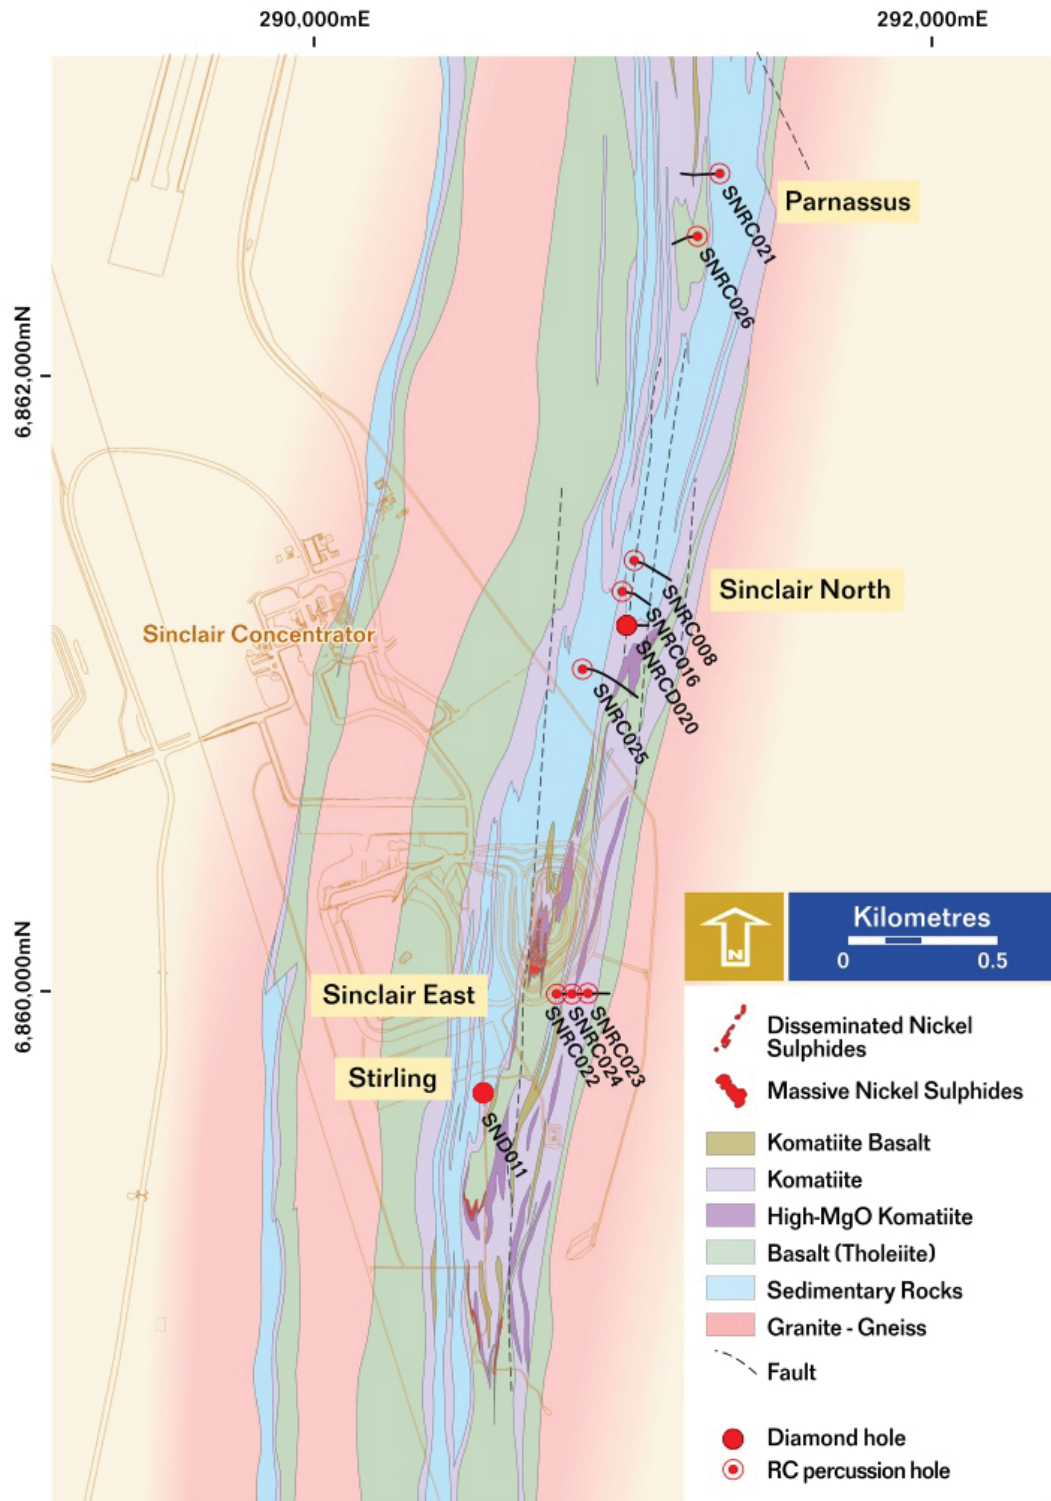 290,000mE
292,000mE
Parnassus
SNRC021
SNRC026
6,862,000mN
Sinclair North
SNRC008
SNRC016
SNRCD020
SNRC025
Sinclair Concentrator
Kilometres
0 0.5
N
6,860,000mN
Sinclair East
SNRC022
SNRC024
SNRC023
Stirling
SND011
Disseminated Nickel
Sulphides
Massive Nickel Sulphides
Komatiite Basalt
Komatiite
High-MgO Komatiite
Basalt (Tholeiite)
Sedimentary Rocks
Granite - Gneiss
Fault
Diamond hole
RC percussion hole